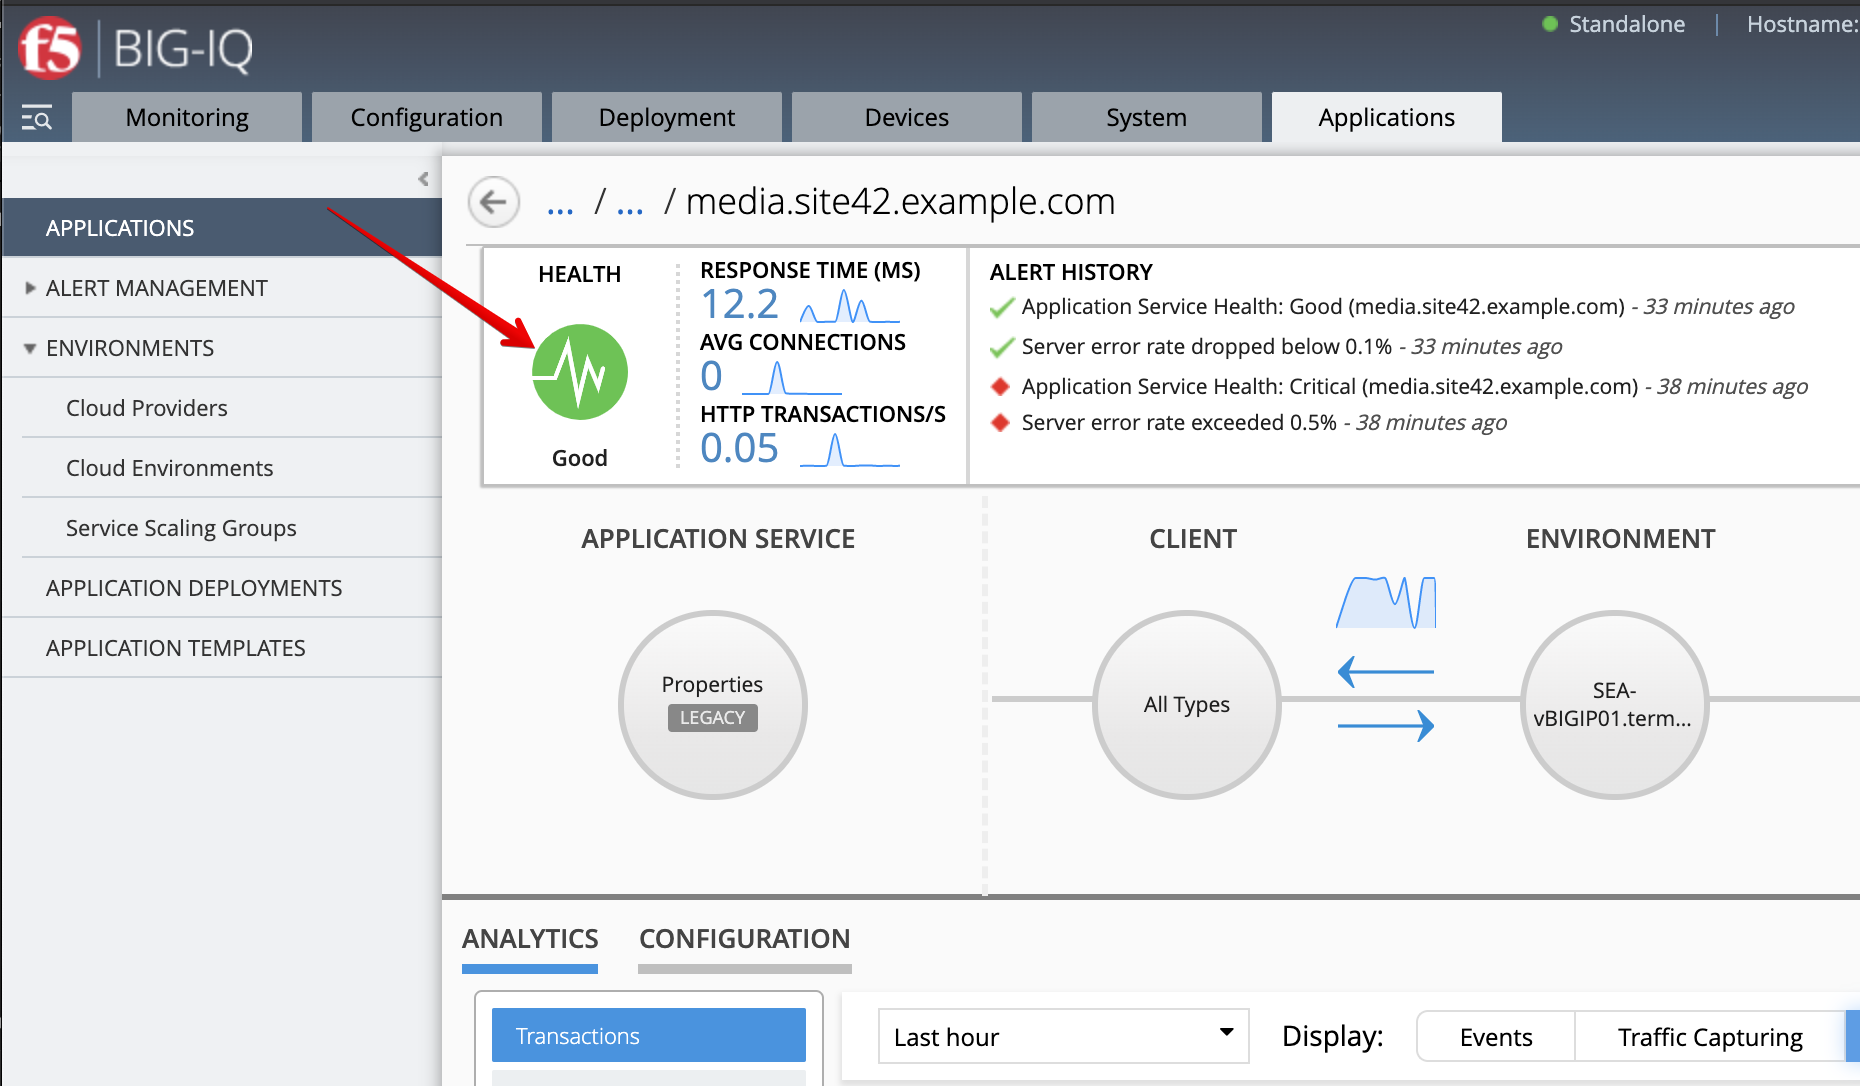 f5 BIG-IQ
Standalone | Hostname:
Monitoring Configuration Deployment Devices System Applications
... / ... / media.site42.example.com
APPLICATIONS
ALERT MANAGEMENT
ENVIRONMENTS
Cloud Providers
Cloud Environments
Service Scaling Groups
APPLICATION DEPLOYMENTS
APPLICATION TEMPLATES
HEALTH
Good
RESPONSE TIME (MS)
12.2
AVG CONNECTIONS
0
HTTP TRANSACTIONS/S
0.05
ALERT HISTORY
Application Service Health: Good (media.site42.example.com) - 33 minutes ago
Server error rate dropped below 0.1% - 33 minutes ago
Application Service Health: Critical (media.site42.example.com) - 38 minutes ago
Server error rate exceeded 0.5% - 38 minutes ago
APPLICATION SERVICE
CLIENT
ENVIRONMENT
Properties
LEGACY
All Types
SEA-
vBIGIP01.term...
ANALYTICS CONFIGURATION
Transactions
Last hour
Display:
Events
Traffic Capturing